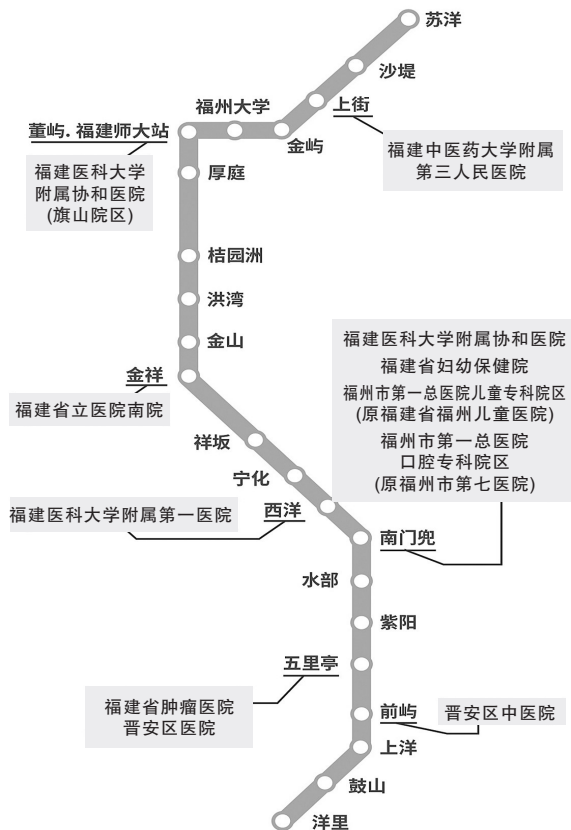 苏洋
沙堤
上街
福州大学
金屿
董屿.福建师大站
福建中医药大学附属
第三人民医院
福建医科大学
附属协和医院
(旗山院区)
厚庭
桔园洲
洪湾
金山
金祥
福建省立医院南院
福建医科大学附属协和医院
福建省妇幼保健院
福州市第一总医院儿童专科院区
(原福建省福州儿童医院)
福州市第一总医院
口腔专科院区
(原福州市第七医院)
祥坂
宁化
西洋
福建医科大学附属第一医院
南门兜
水部
紫阳
五里亭
福建省肿瘤医院
晋安区医院
前屿
晋安区中医院
上洋
鼓山
洋里